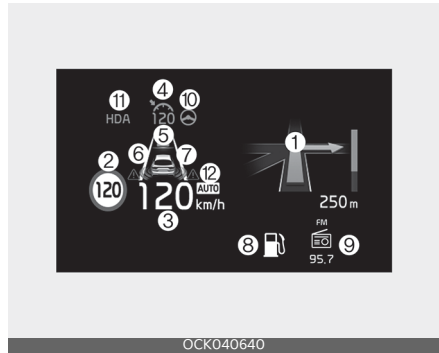 ④
⑪ ⑩
HDA 120
⑤ ①
⑥ ⑦
② ⑫
120 120 AUTO
km/h 250 m
③
FM
⑧ ⑨
95.7
OCK040640